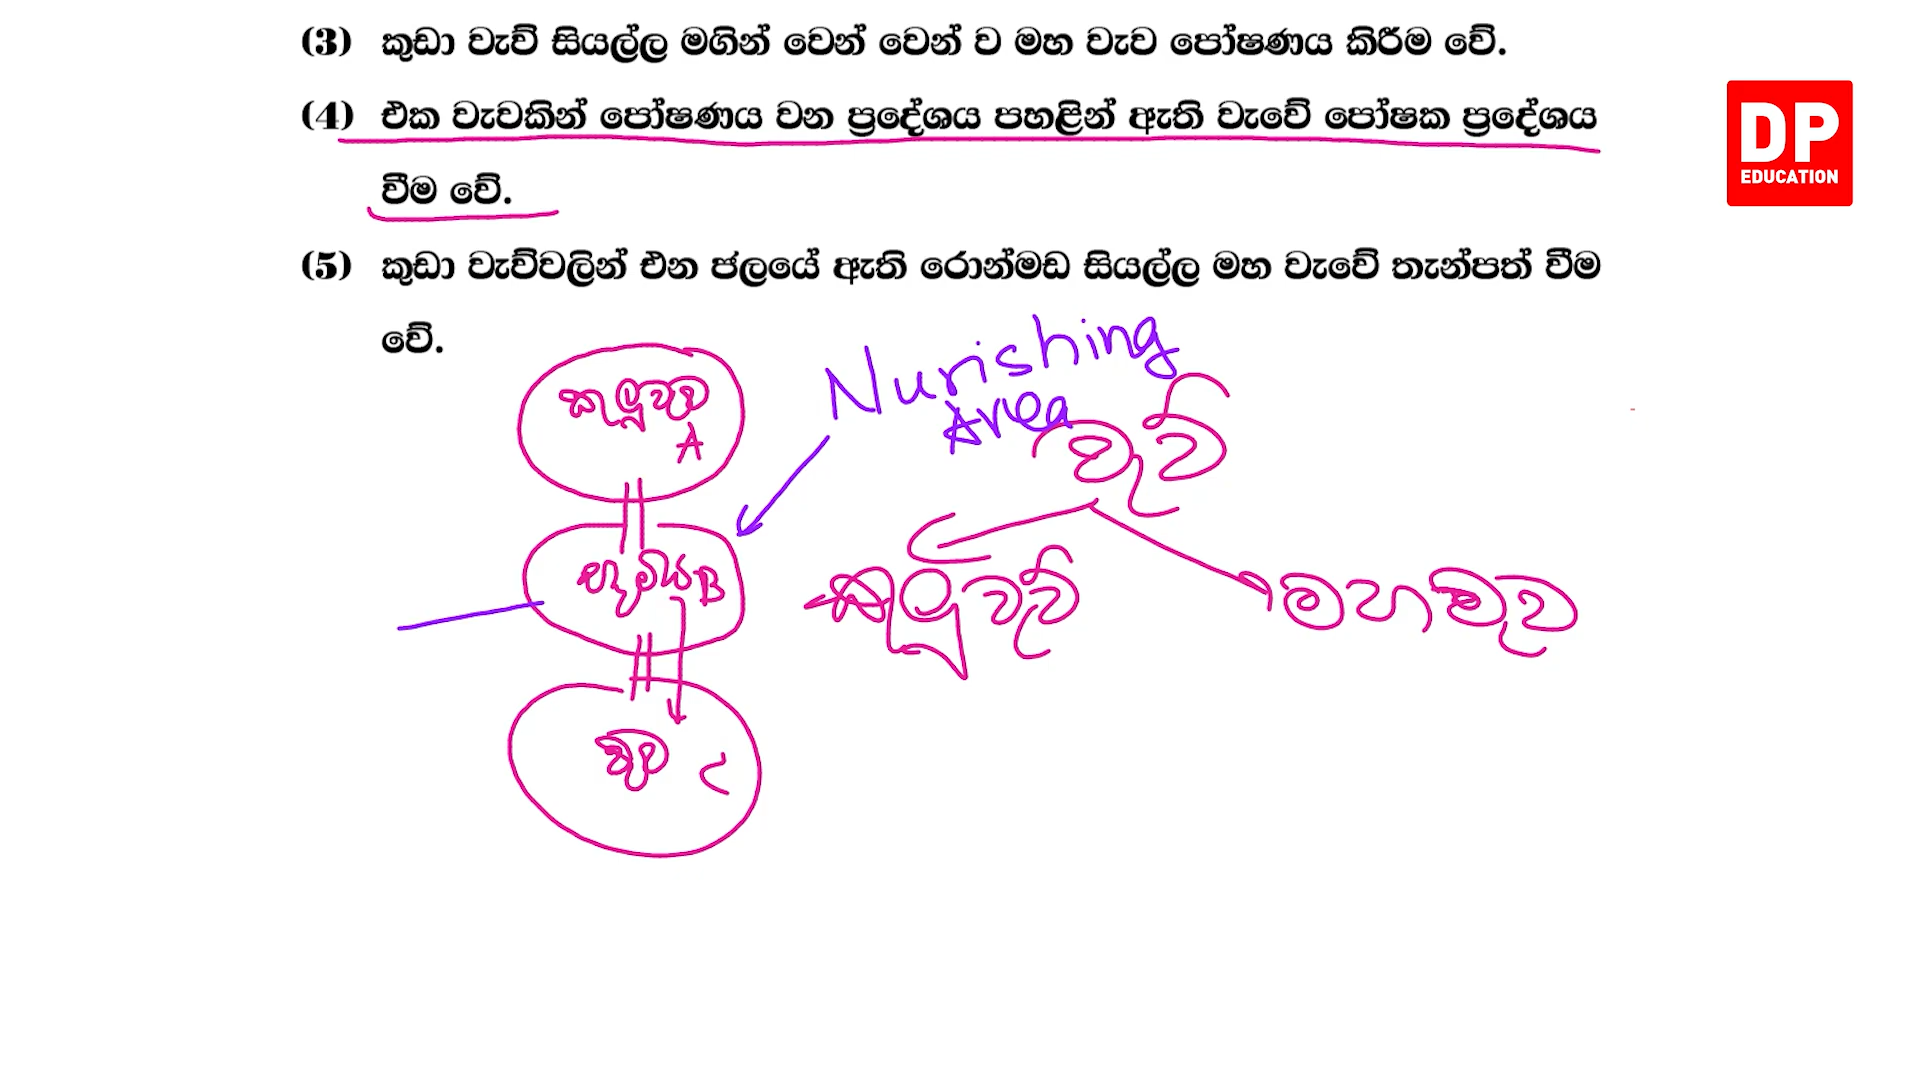 (3) කුඩා වැව් සියල්ල මගින් වෙන් වෙන් ව මහ වැව පෝෂණය කිරීම වේ.
(4) එක වැවකින් පෝෂණය වන ප්‍රදේශය පහළින් ඇති වැවේ පෝෂක ප්‍රදේශය
වීම වේ.
(5) කුඩා වැව්වලින් එන ජලයේ ඇති රොන්මඩ සියල්ල මහ වැවේ තැන්පත් වීම
වේ.
DP
EDUCATION
Nurishing
Area
කුළුවැව
A
වැව්
B
කුළුවැව්
මහවැව
වැව
C